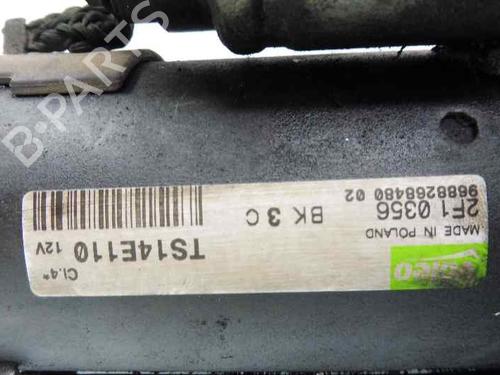 B-PARTS
Valeo
MADE IN POLAND
2F1 0356
9688268480 02
BK 3 C
TS14E110 12V
Cl.4*